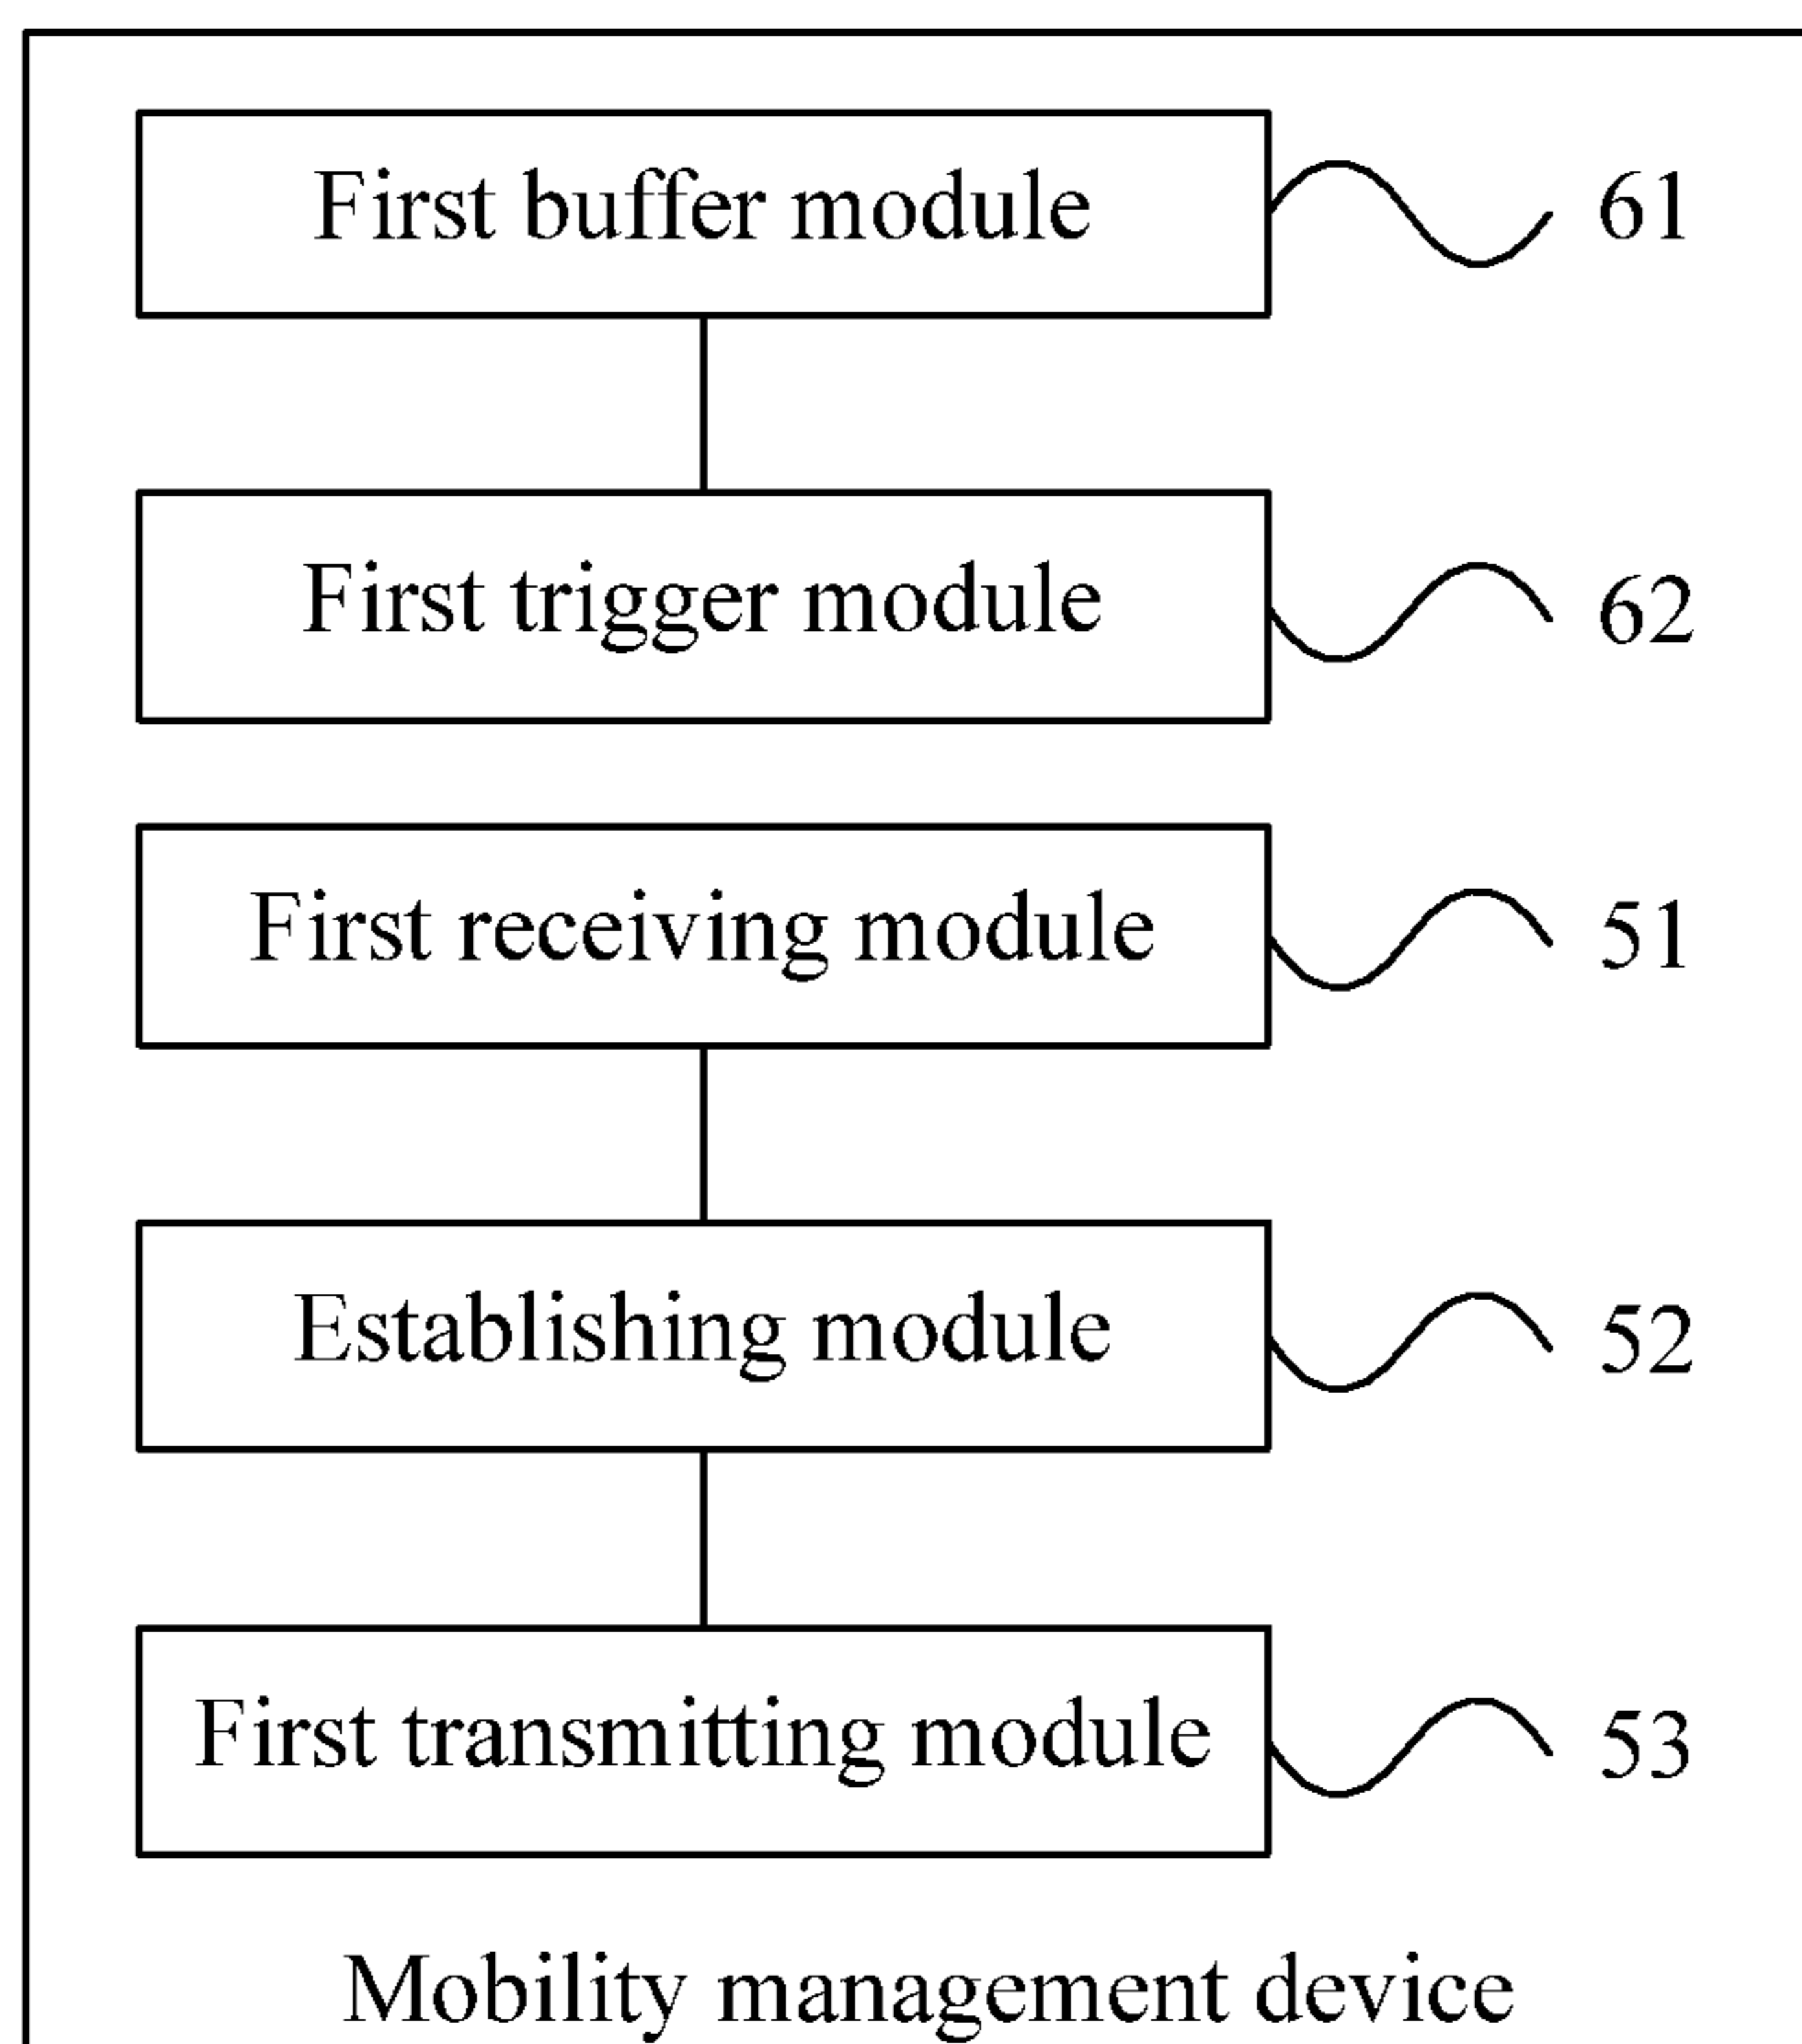 First buffer module 61
First trigger module 62
First receiving module 51
Establishing module 52
First transmitting module 53
Mobility management device